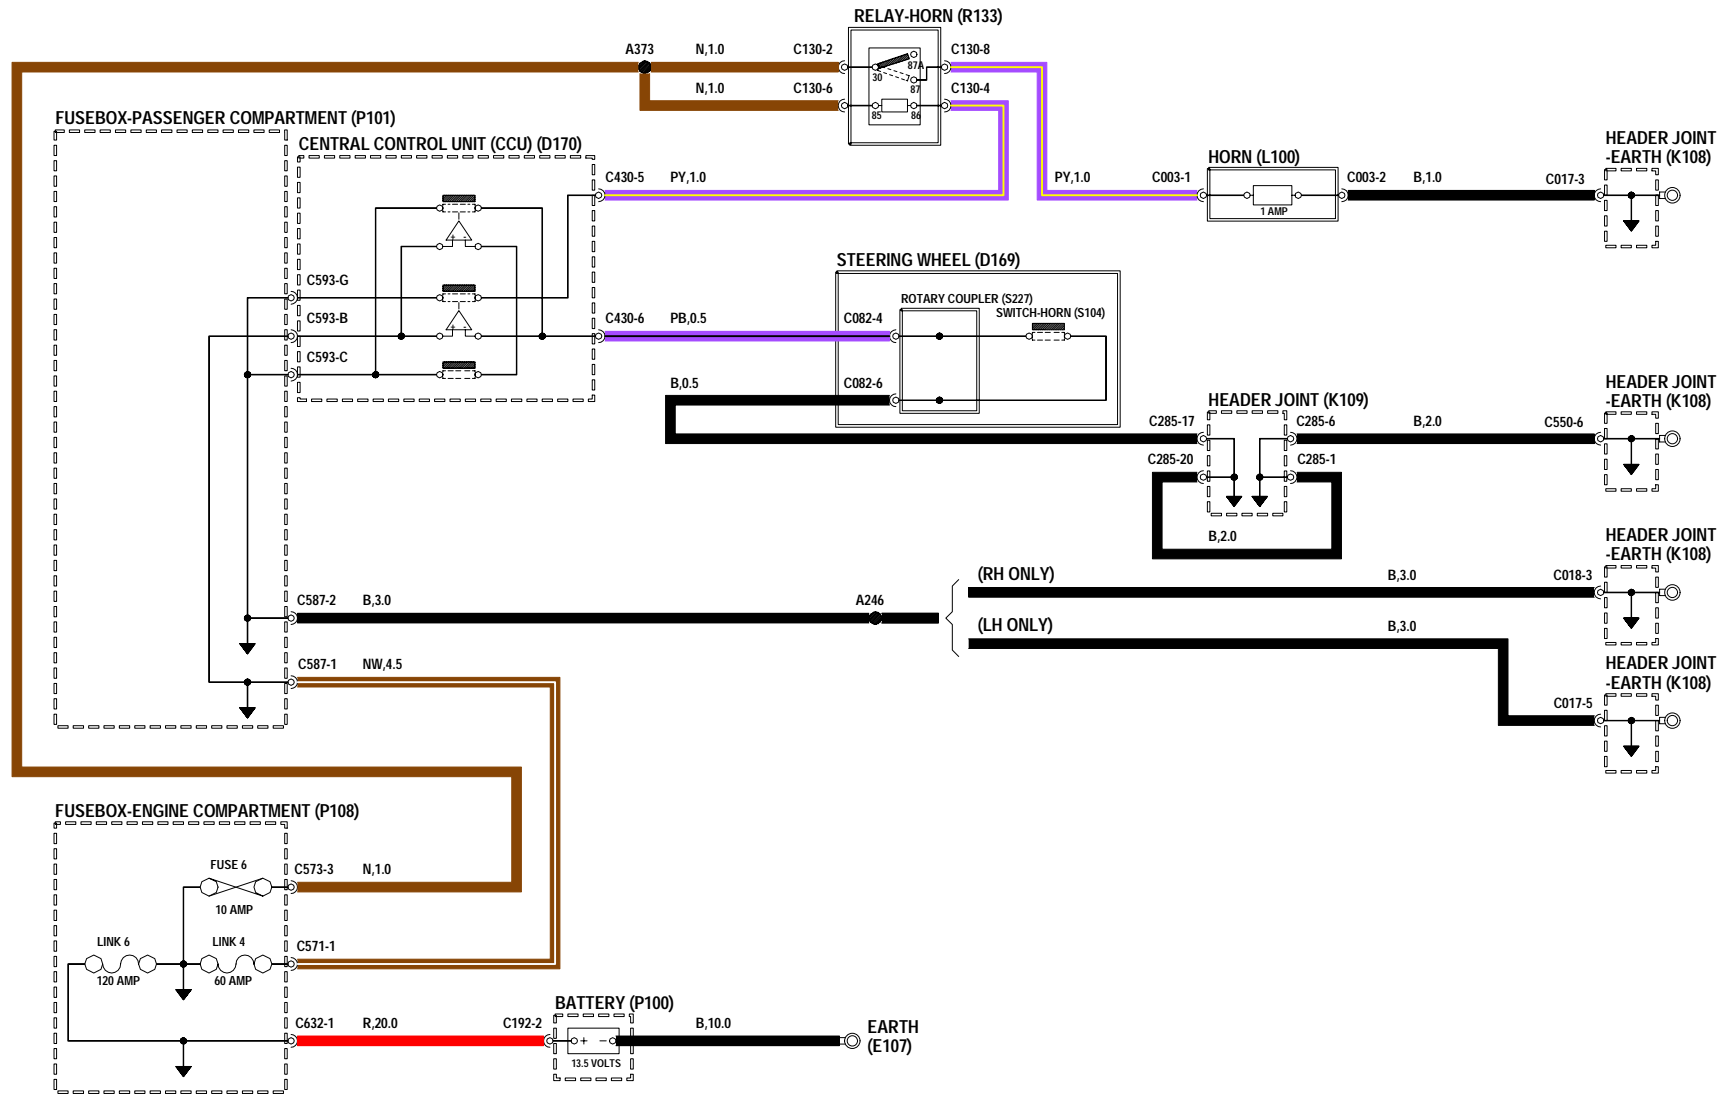 RELAY-HORN (R133)
A373
N,1.0
C130-2
C130-8
87A
30
87
N,1.0
C130-6
C130-4
85
86
FUSEBOX-PASSENGER COMPARTMENT (P101)
CENTRAL CONTROL UNIT (CCU) (D170)
C430-5
PY,1.0
PY,1.0
C003-1
HORN (L100)
1 AMP
C003-2
B,1.0
C017-3
HEADER JOINT
-EARTH (K108)
+ -
C593-G
C593-B
C593-C
+ -
C430-6
PB,0.5
STEERING WHEEL (D169)
ROTARY COUPLER (S227)
SWITCH-HORN (S104)
C082-4
B,0.5
C082-6
HEADER JOINT (K109)
C285-17
C285-6
B,2.0
C550-6
HEADER JOINT
-EARTH (K108)
C285-20
C285-1
B,2.0
C587-2
B,3.0
A246
(RH ONLY)
B,3.0
C018-3
HEADER JOINT
-EARTH (K108)
(LH ONLY)
B,3.0
C017-5
HEADER JOINT
-EARTH (K108)
C587-1
NW,4.5
FUSEBOX-ENGINE COMPARTMENT (P108)
FUSE 6
10 AMP
C573-3
N,1.0
LINK 6
120 AMP
LINK 4
60 AMP
C571-1
C632-1
R,20.0
C192-2
BATTERY (P100)
+ -
13.5 VOLTS
B,10.0
EARTH
(E107)